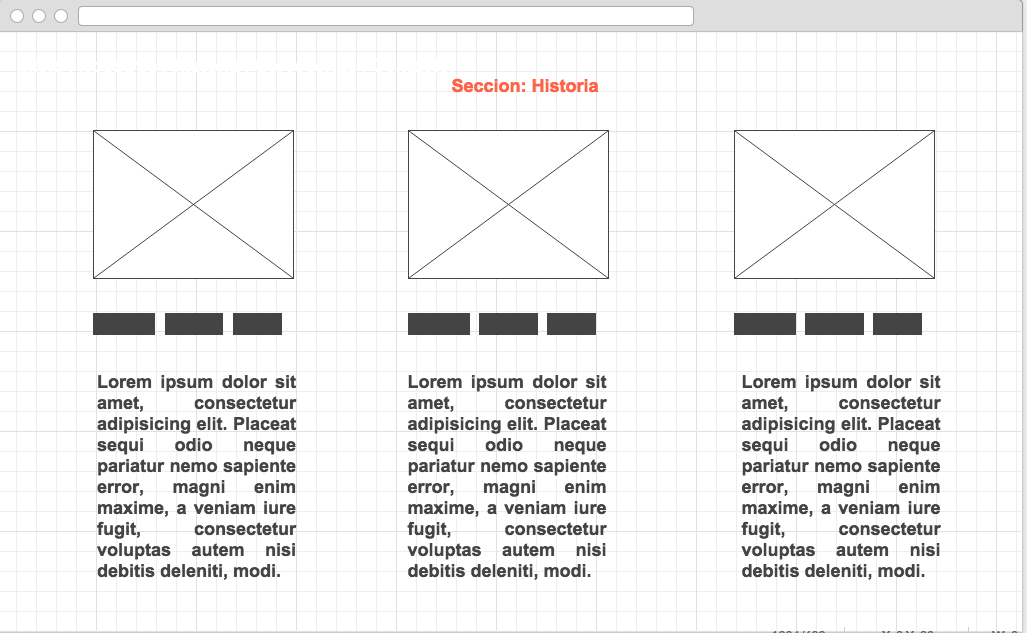 Seccion: Historia
Lorem ipsum dolor sit
amet, consectetur
adipisicing elit. Placeat
sequi odio neque
pariatur nemo sapiente
error, magni enim
maxime, a veniam iure
fugit, consectetur
voluptas autem nisi
debitis deleniti, modi.
Lorem ipsum dolor sit
amet, consectetur
adipisicing elit. Placeat
sequi odio neque
pariatur nemo sapiente
error, magni enim
maxime, a veniam iure
fugit, consectetur
voluptas autem nisi
debitis deleniti, modi.
Lorem ipsum dolor sit
amet, consectetur
adipisicing elit. Placeat
sequi odio neque
pariatur nemo sapiente
error, magni enim
maxime, a veniam iure
fugit, consectetur
voluptas autem nisi
debitis deleniti, modi.